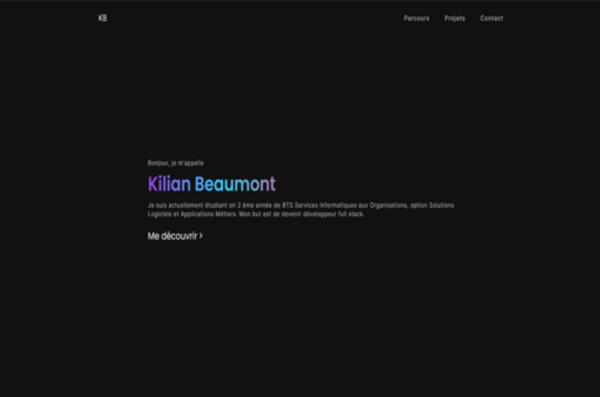 KB
Parcours Projets Contact
Bonjour, je m'appelle
Kilian Beaumont
Je suis actuellement étudiant en 2 ème année de BTS Services Informatiques aux Organisations, option Solutions
Logiciels et Applications Métiers. Mon but est de devenir développeur full stack.
Me découvrir >